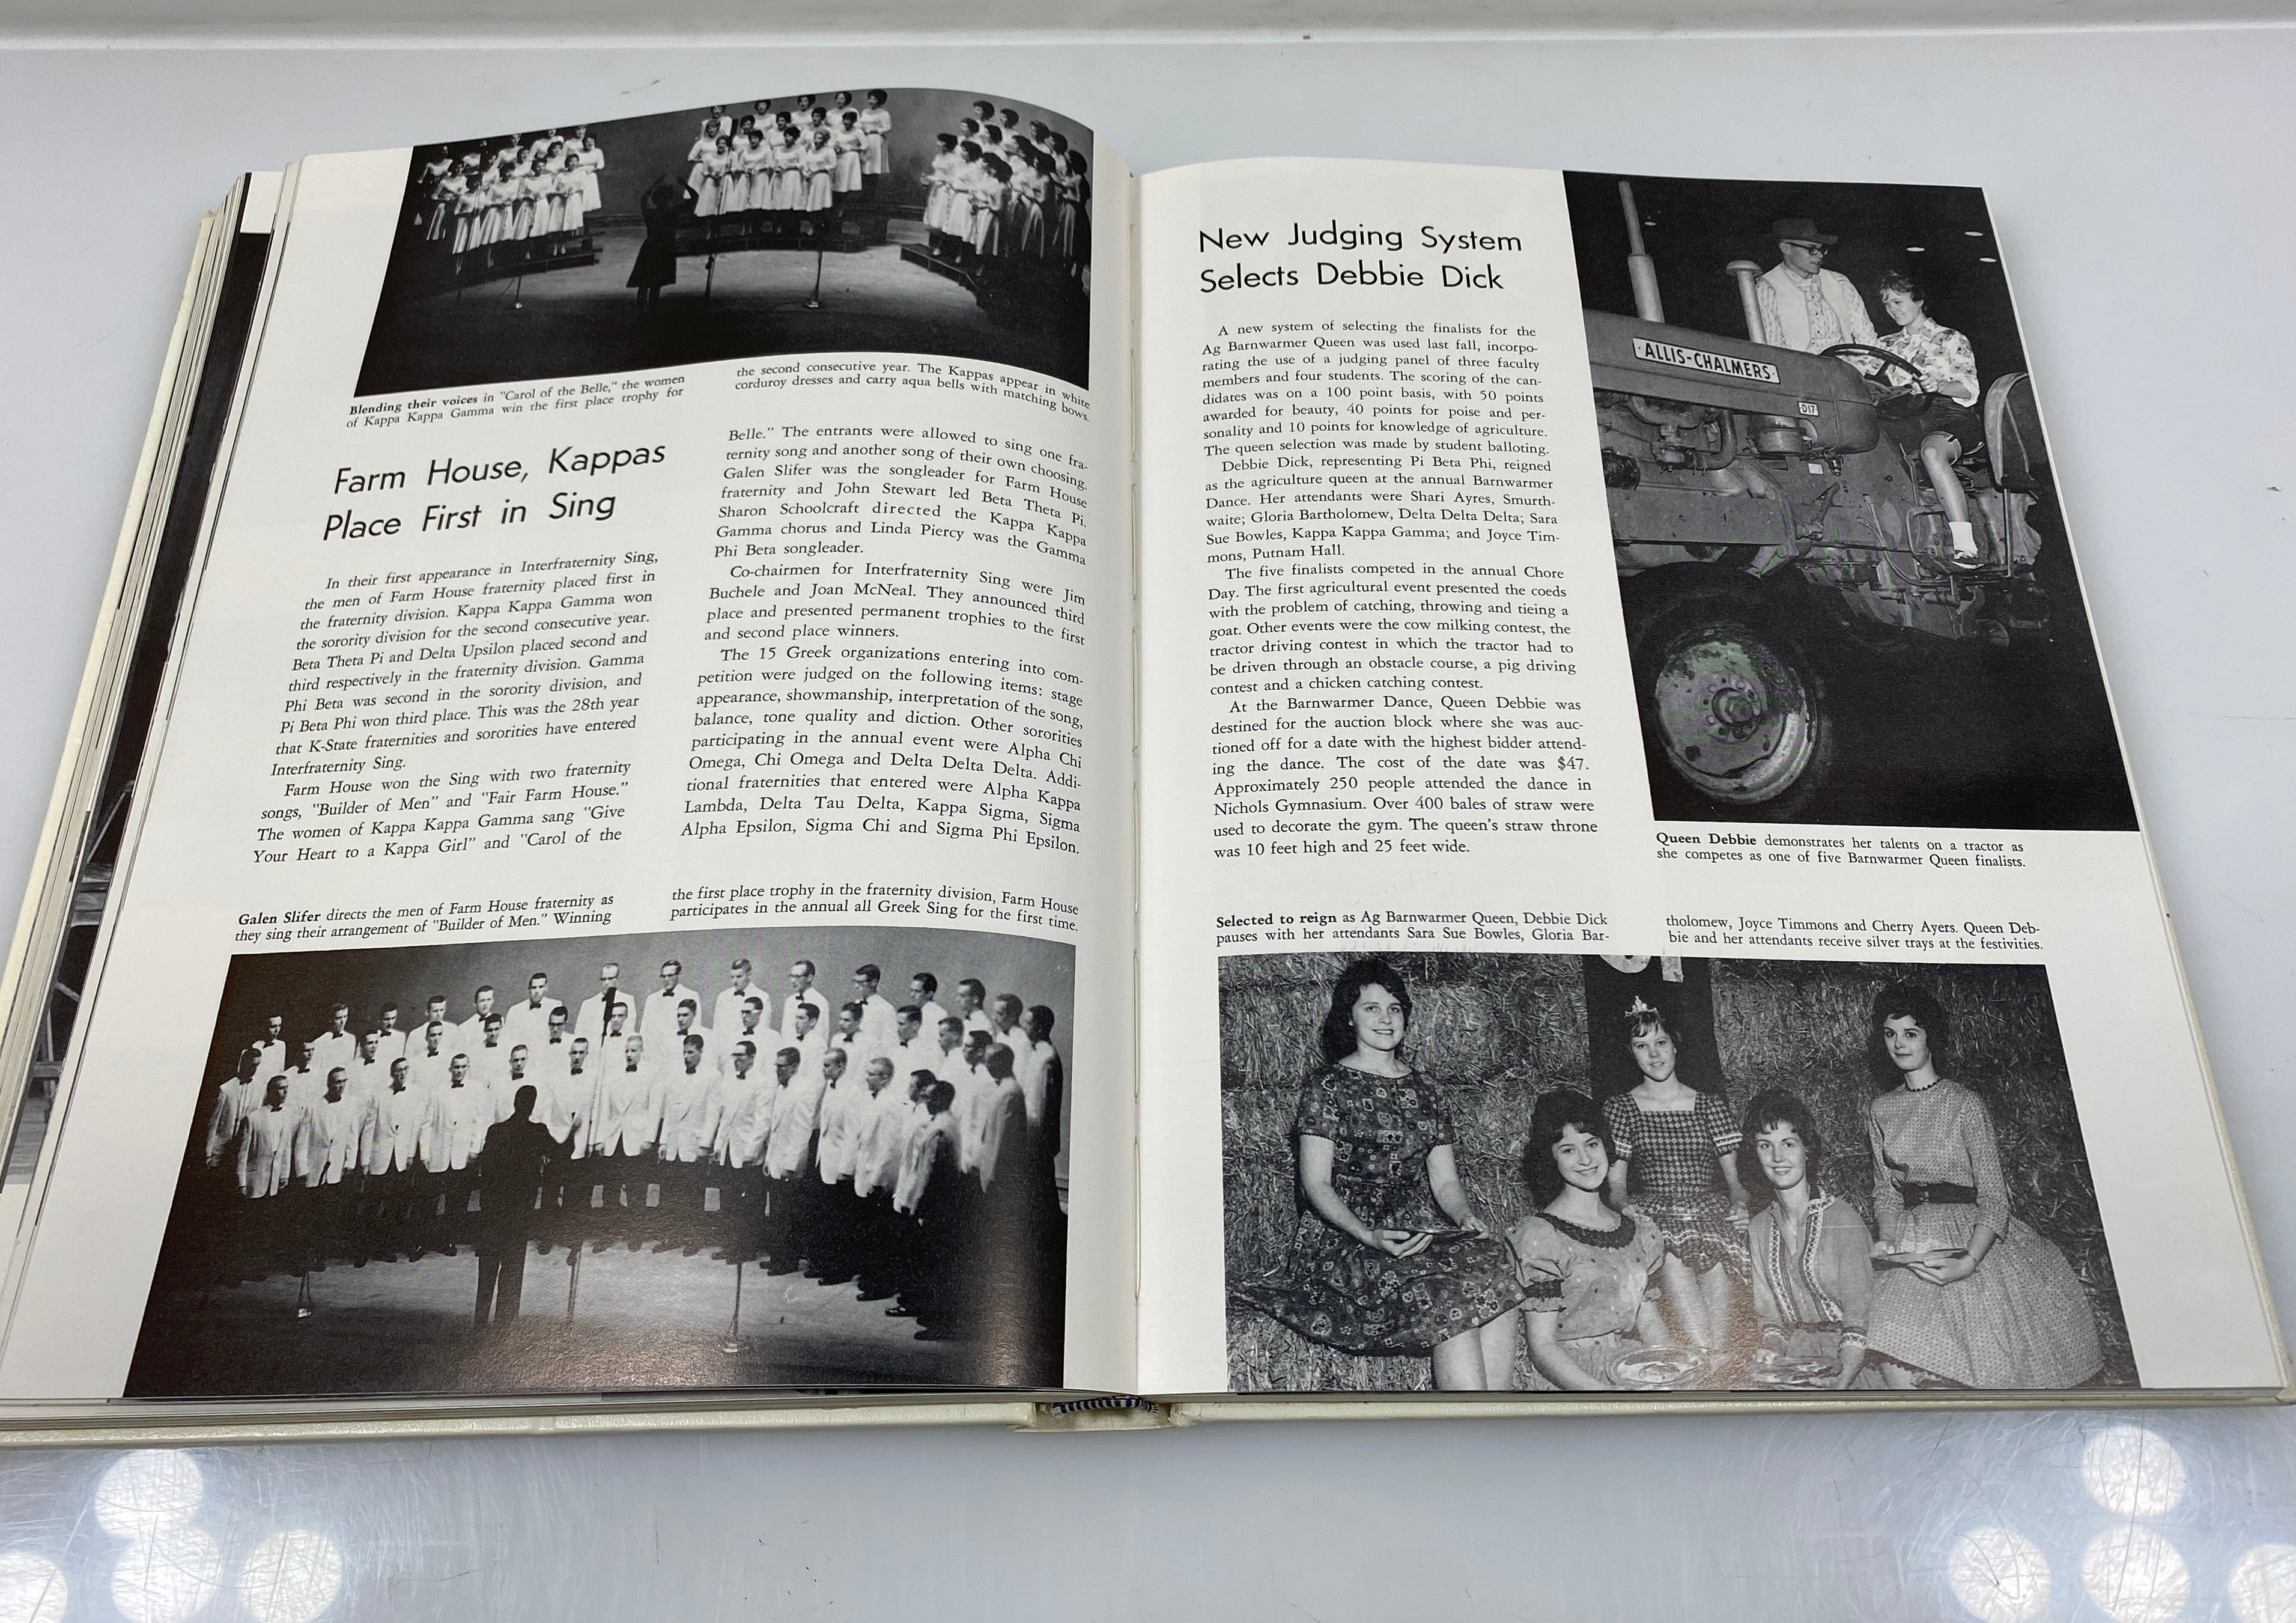 Blending their voices in "Carol of the Belle," the women
of Kappa Kappa Gamma win the first place trophy for
the second consecutive year. The Kappas appear in white
corduroy dresses and carry aqua bells with matching bows.
Farm House, Kappas
Place First in Sing
In their first appearance in Interfraternity Sing,
the men of Farm House fraternity placed first in
the fraternity division. Kappa Kappa Gamma won
the sorority division for the second consecutive year.
Beta Theta Pi and Delta Upsilon placed second and
third respectively in the fraternity division. Gamma
Phi Beta was second in the sorority division, and
Pi Beta Phi won third place. This was the 28th year
that K-State fraternities and sororities have entered
Interfraternity Sing.
Farm House won the Sing with two fraternity
songs, "Builder of Men" and "Fair Farm House."
The women of Kappa Kappa Gamma sang "Give
Your Heart to a Kappa Girl" and "Carol of the
Belle." The entrants were allowed to sing one fra-
ternity song and another song of their own choosing.
Galen Slifer was the songleader for Farm House
fraternity and John Stewart led Beta Theta Pi.
Sharon Schoolcraft directed the Kappa Kappa
Gamma chorus and Linda Piercy was the Gamma
Phi Beta songleader.
Co-chairmen for Interfraternity Sing were Jim
Buchele and Joan McNeal. They announced third
place and presented permanent trophies to the first
and second place winners.
The 15 Greek organizations entering into com-
petition were judged on the following items: stage
appearance, showmanship, interpretation of the song,
balance, tone quality and diction. Other sororities
participating in the annual event were Alpha Chi
Omega, Chi Omega and Delta Delta Delta. Addi-
tional fraternities that entered were Alpha Kappa
Lambda, Delta Tau Delta, Kappa Sigma, Sigma
Alpha Epsilon, Sigma Chi and Sigma Phi Epsilon.
Galen Slifer directs the men of Farm House fraternity as
they sing their arrangement of "Builder of Men." Winning
the first place trophy in the fraternity division, Farm House
participates in the annual all Greek Sing for the first time.
New Judging System
Selects Debbie Dick
A new system of selecting the finalists for the
Ag Barnwarmer Queen was used last fall, incorpo-
rating the use of a judging panel of three faculty
members and four students. The scoring of the can-
didates was on a 100 point basis, with 50 points
awarded for beauty, 40 points for poise and per-
sonality and 10 points for knowledge of agriculture.
The queen selection was made by student balloting.
Debbie Dick, representing Pi Beta Phi, reigned
as the agriculture queen at the annual Barnwarmer
Dance. Her attendants were Shari Ayres, Smurth-
waite; Gloria Bartholomew, Delta Delta Delta; Sara
Sue Bowles, Kappa Kappa Gamma; and Joyce Tim-
mons, Putnam Hall.
The five finalists competed in the annual Chore
Day. The first agricultural event presented the coeds
with the problem of catching, throwing and tieing a
goat. Other events were the cow milking contest, the
tractor driving contest in which the tractor had to
be driven through an obstacle course, a pig driving
contest and a chicken catching contest.
At the Barnwarmer Dance, Queen Debbie was
destined for the auction block where she was auc-
tioned off for a date with the highest bidder attend-
ing the dance. The cost of the date was $47.
Approximately 250 people attended the dance in
Nichols Gymnasium. Over 400 bales of straw were
used to decorate the gym. The queen's straw throne
was 10 feet high and 25 feet wide.
ALLIS-CHALMERS
D17
Queen Debbie demonstrates her talents on a tractor as
she competes as one of five Barnwarmer Queen finalists.
Selected to reign as Ag Barnwarmer Queen, Debbie Dick
pauses with her attendants Sara Sue Bowles, Gloria Bar-
tholomew, Joyce Timmons and Cherry Ayers. Queen Deb-
bie and her attendants receive silver trays at the festivities.